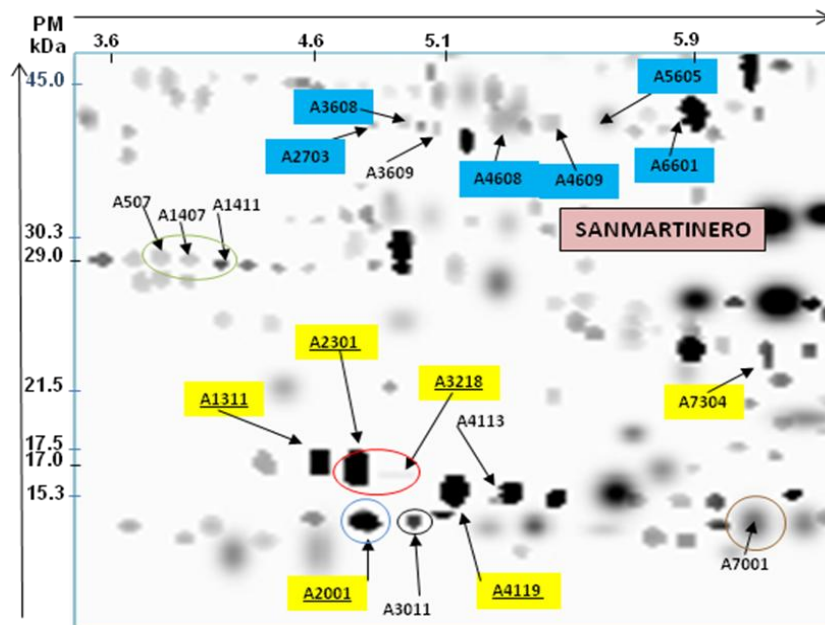 PM
kDa
3.6 4.6 5.1 5.9
45.0
A5605
A3608
A2703
A3609
A4608
A4609
A6601
A507
A1407
A1411
SANMARTINERO
30.3
29.0
A2301
A3218
A1311
A7304
21.5
A4113
17.5
17.0
15.3
A7001
A2001
A3011
A4119